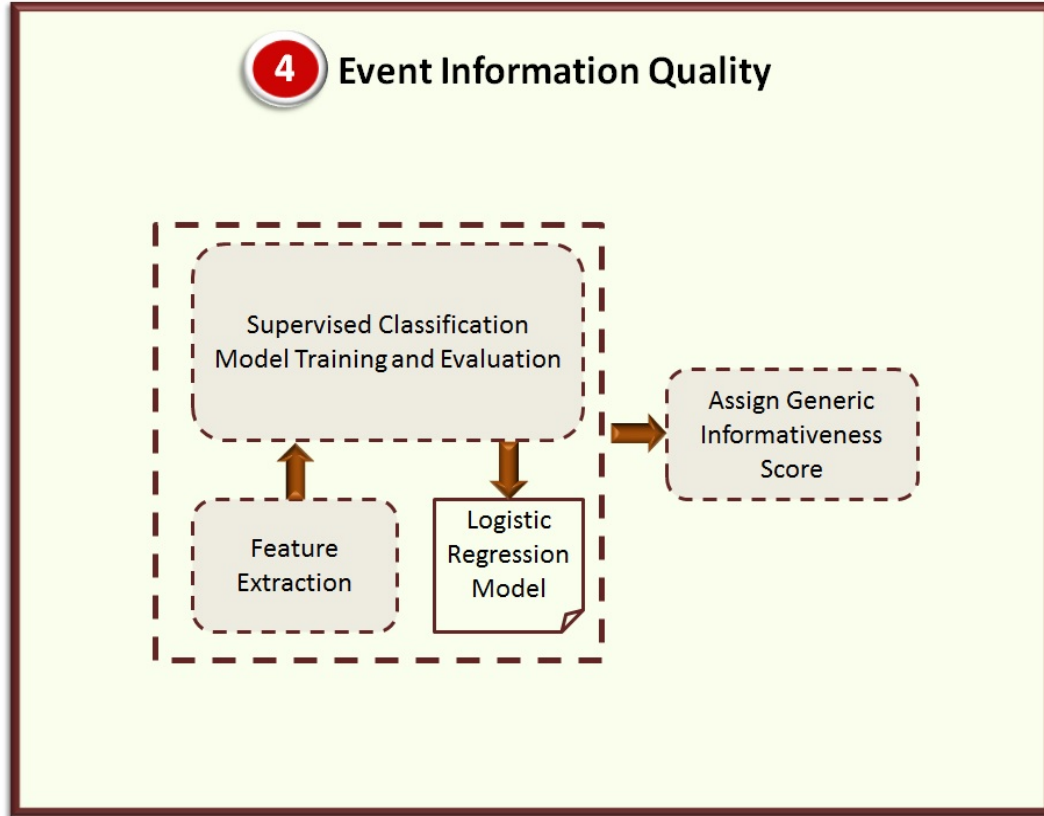 4 Event Information Quality
Supervised Classification
Model Training and Evaluation
Assign Generic
Informativeness
Score
Feature
Extraction
Logistic
Regression
Model